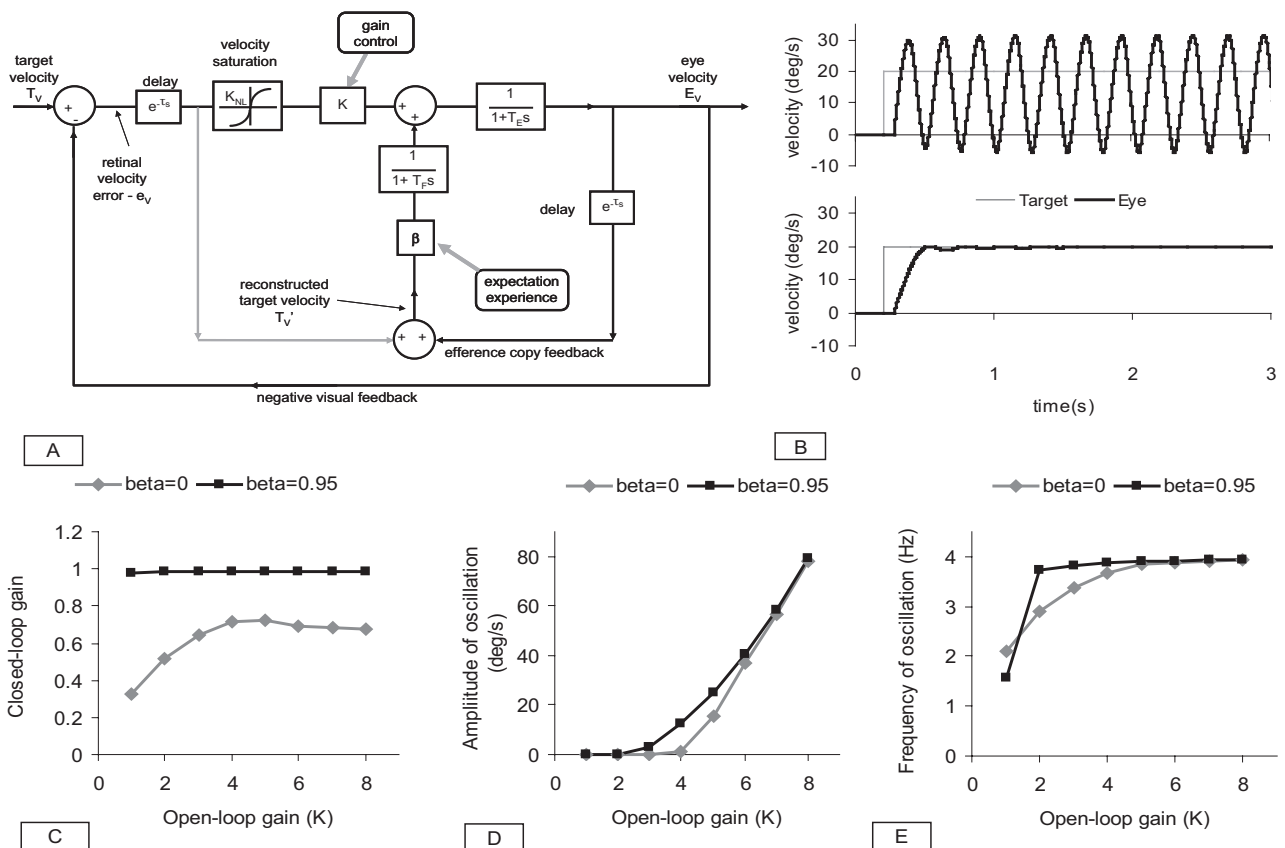 gain
control
velocity
saturation
target
velocity
T_V
delay
eye
velocity
E_V
+
-
e^-τs
K_NL
K
+
+
1
1+T_E s
retinal
velocity
error - e_v
1
1+ T_F s
delay
e^-τs
β
expectation
experience
reconstructed
target velocity
T_V'
+ +
efference copy feedback
negative visual feedback
A
velocity (deg/s)
30
20
10
0
-10
Target Eye
velocity (deg/s)
30
20
10
0
-10
0 1 2 3
time(s)
B
beta=0 beta=0.95
Closed-loop gain
1.2
1
0.8
0.6
0.4
0.2
0
0 2 4 6 8
Open-loop gain (K)
C
beta=0 beta=0.95
Ampliitude of oscillation
(deg/s)
80
60
40
20
0
0 2 4 6 8
Open-loop gain (K)
D
beta=0 beta=0.95
Frequency of oscillation (Hz)
4
3
2
1
0
0 2 4 6 8
Open-loop gain (K)
E